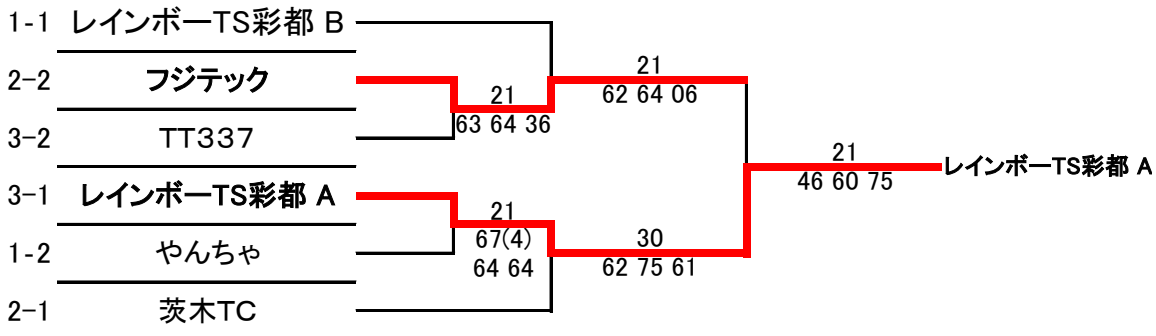 1-1 レインボーTS彩都 B
2-2 フジテック
3-2 TT337
3-1 レインボーTS彩都 A
1-2 やんちゃ
2-1 茨木TC
21
63 64 36
21
67(4)
64 64
21
62 64 06
30
62 75 61
21
46 60 75
レインボーTS彩都 A